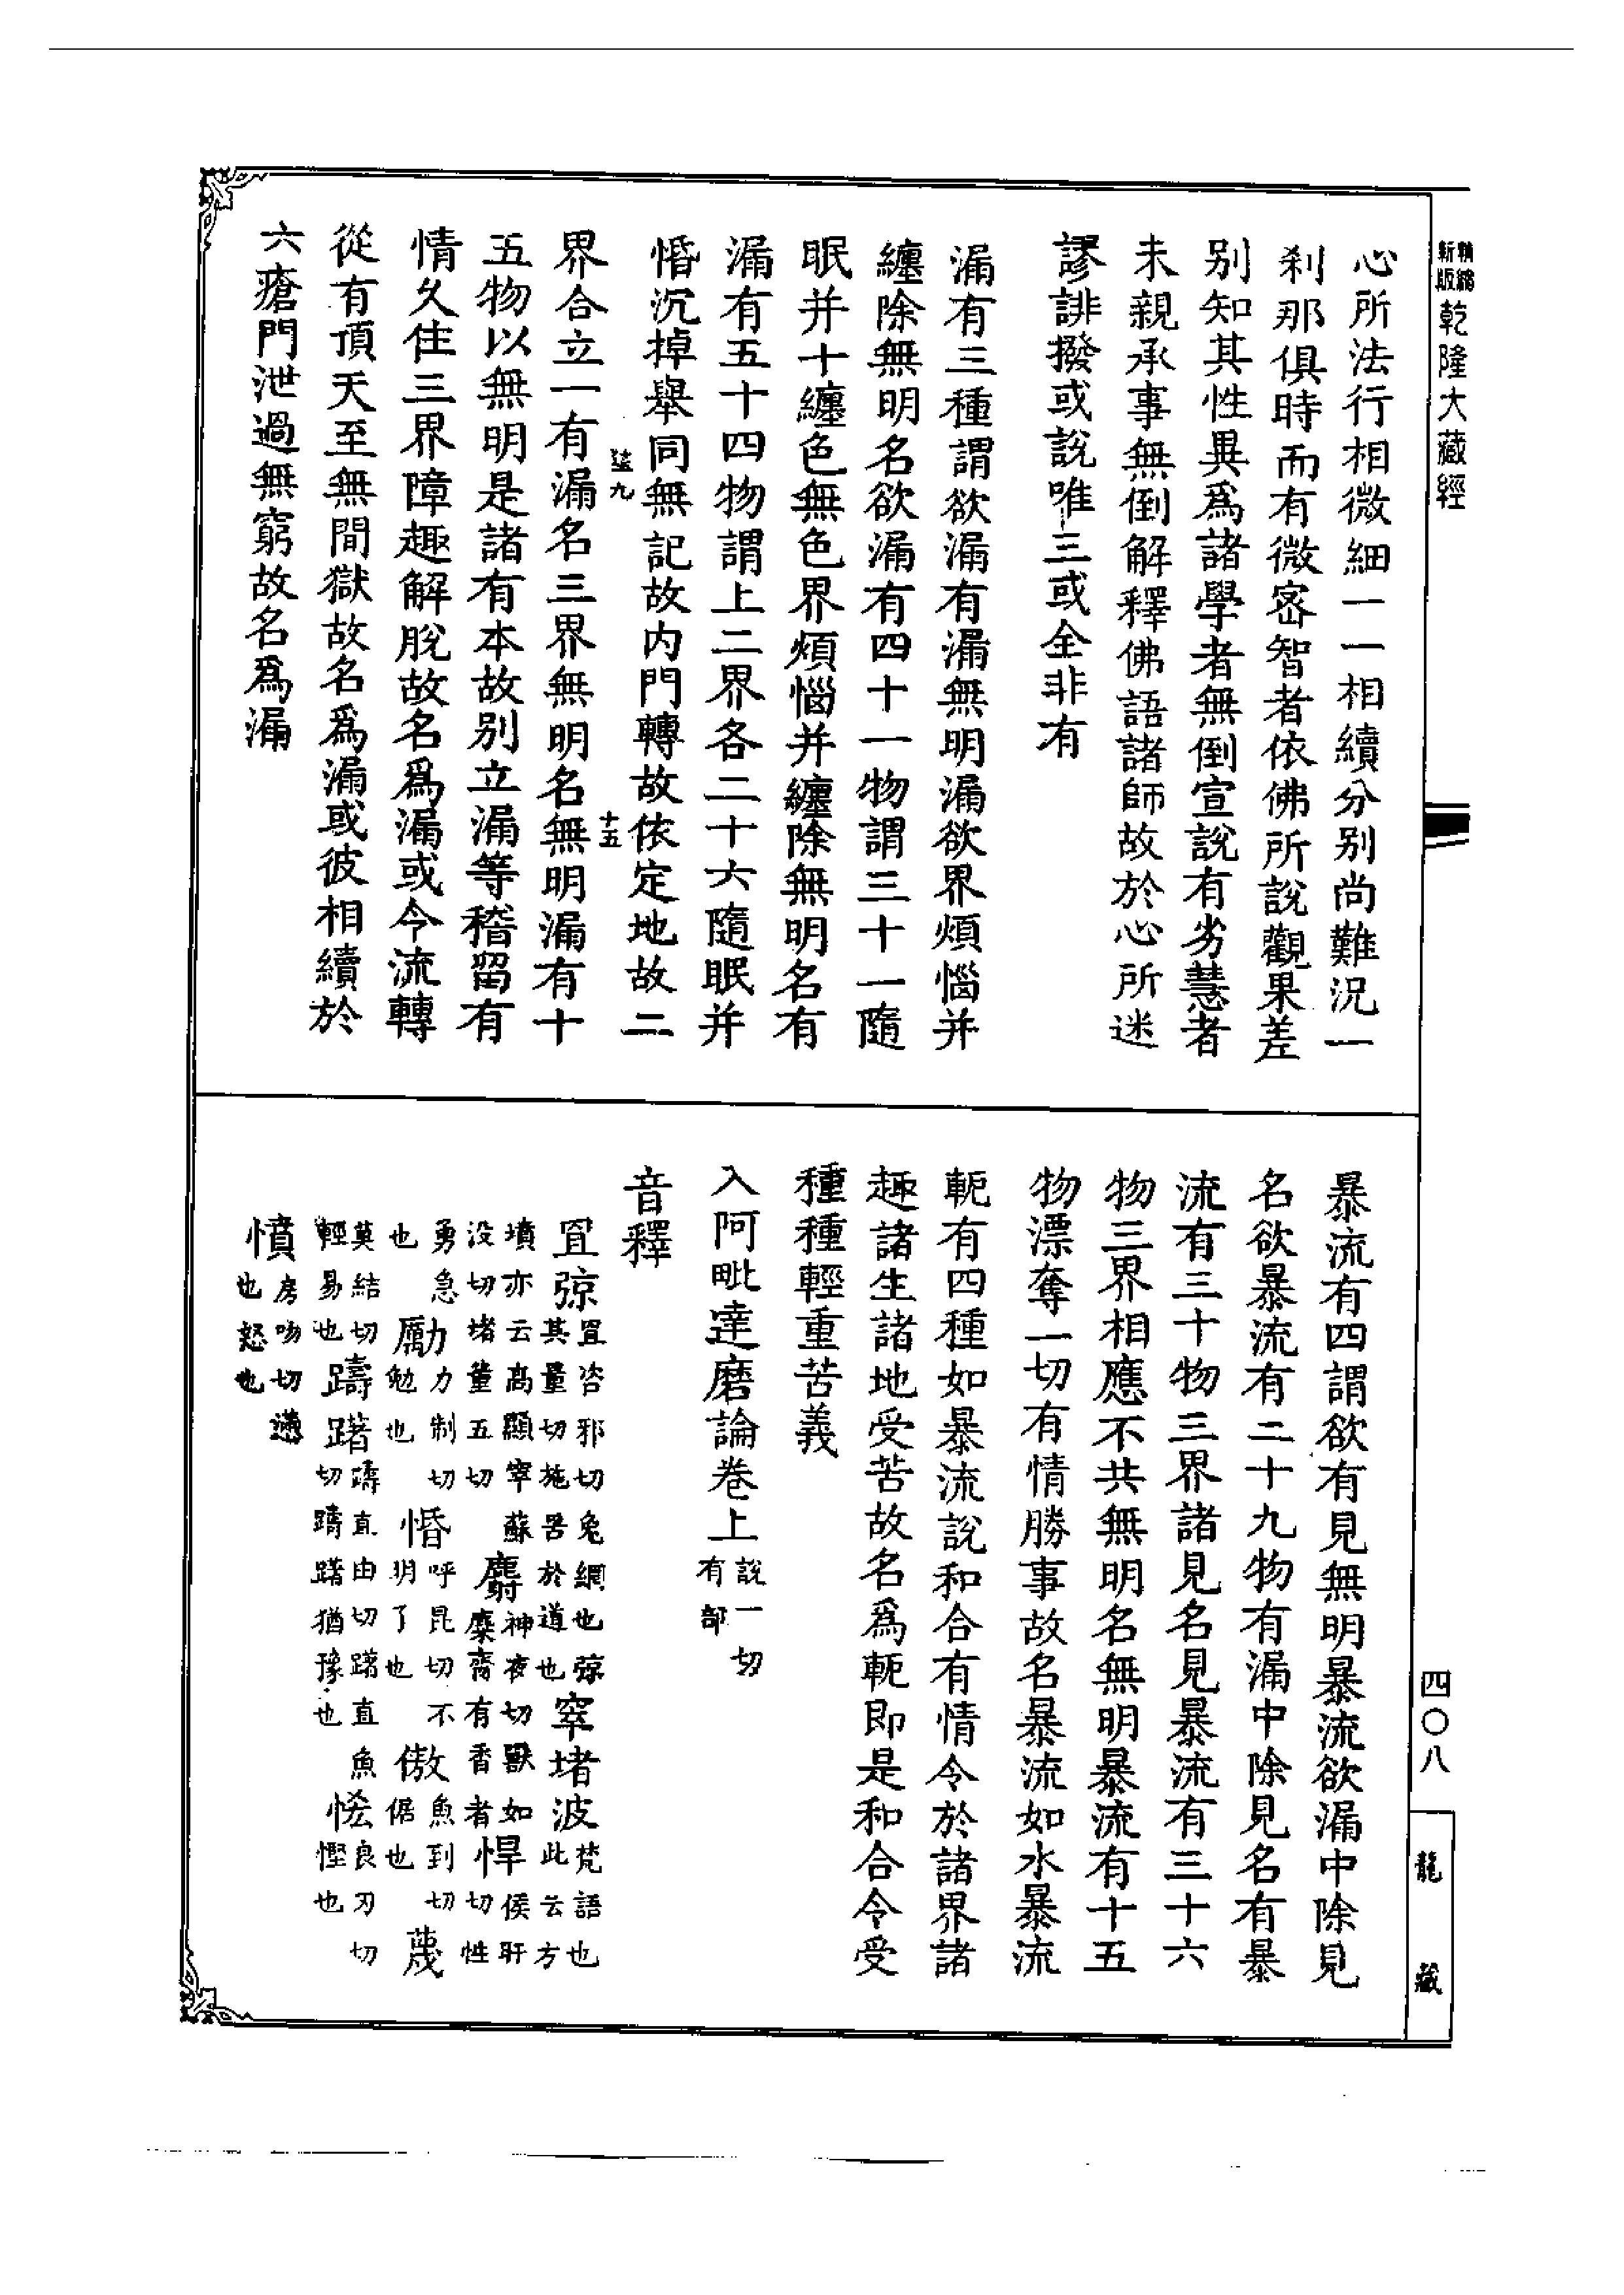 精縮新版乾隆大藏經
心所法行相微細一一相續分别尚難況一
刹那俱時而有微密智者依佛所說觀果差
别知其性異爲諸學者無倒宣說有劣慧者
未親承事無倒解釋佛語諸師故於心所迷
謬誹撥或說唯三或全非有
漏有三種謂欲漏有漏無明漏欲界煩惱并
纏除無明名欲漏有四十一物謂三十一隨
眠并十纏色無色界煩惱并纏除無明名有
漏有五十四物謂上二界各二十六隨眠并
惛沉掉舉同無記故内門轉故依定地故二
九
十五
界合立一有漏名三界無明名無明漏有十
五物以無明是諸有本故别立漏等稽留有
情久住三界障趣解脫故名爲漏或令流轉
從有頂天至無間獄故名爲漏或彼相續於
六瘡門泄過無窮故名爲漏
暴流有四謂欲有見無明暴流欲漏中除見
名欲暴流有二十九物有漏中除見名有暴
流有三十物三界諸見名見暴流有三十六
物三界相應不共無明名無明暴流有十五
物漂奪一切有情勝事故名暴流如水暴流
軛有四種如暴流說和合有情令於諸界諸
趣諸生諸地受苦故名爲軛即是和合令受
種種輕重苦義
入阿毗達磨論卷上說一切有部
音釋
罝弶罝咨邪切兔網也弶其量切施罟於道也窣堵波梵語也此云方
墳亦云高顯窣蘇没切堵董五切麝神夜切獸如麋齊有香者悍侯旰切性
勇急也勵力制切勉也惛呼昆切不明了也傲魚到切倨也蔑
莫結切輕易也躊躇躊直由切躇直魚切躊躇猶豫也恡良刃切慳也
憤房吻切懣也怒也
四〇八
龍藏